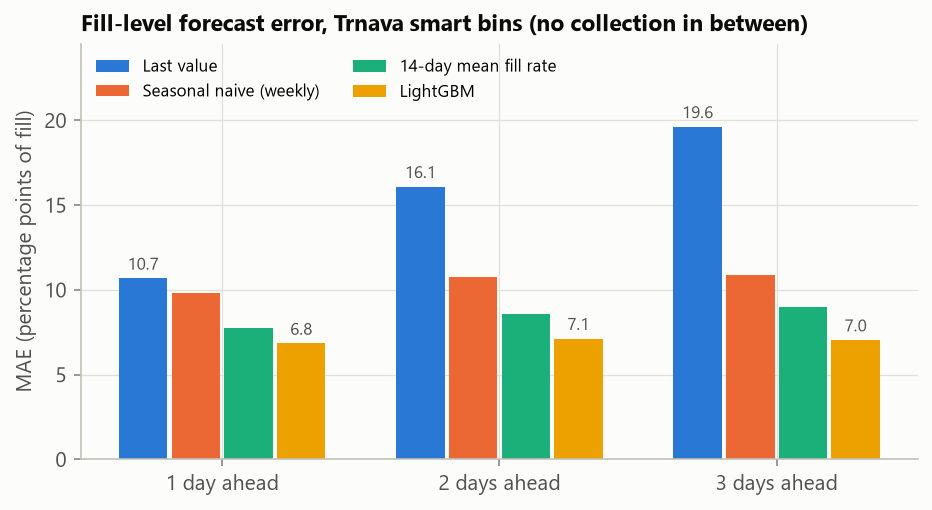 Fill-level forecast error, Trnava smart bins (no collection in between)
Last value
Seasonal naive (weekly)
14-day mean fill rate
LightGBM
MAE (percentage points of fill)
20
15
10
5
0
10.7
6.8
16.1
7.1
19.6
7.0
1 day ahead
2 days ahead
3 days ahead